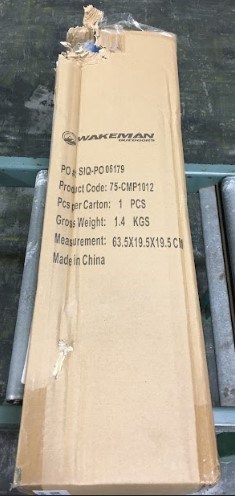 WAKEMAN
OUTDOORS
PO # SIQ-PO 05179
Product Code: 75-CMP1012
Pcs per Carton: 1 PCS
Gross Weight: 1.4 KGS
Measurement: 63.5X19.5X19.5 CM
Made in China